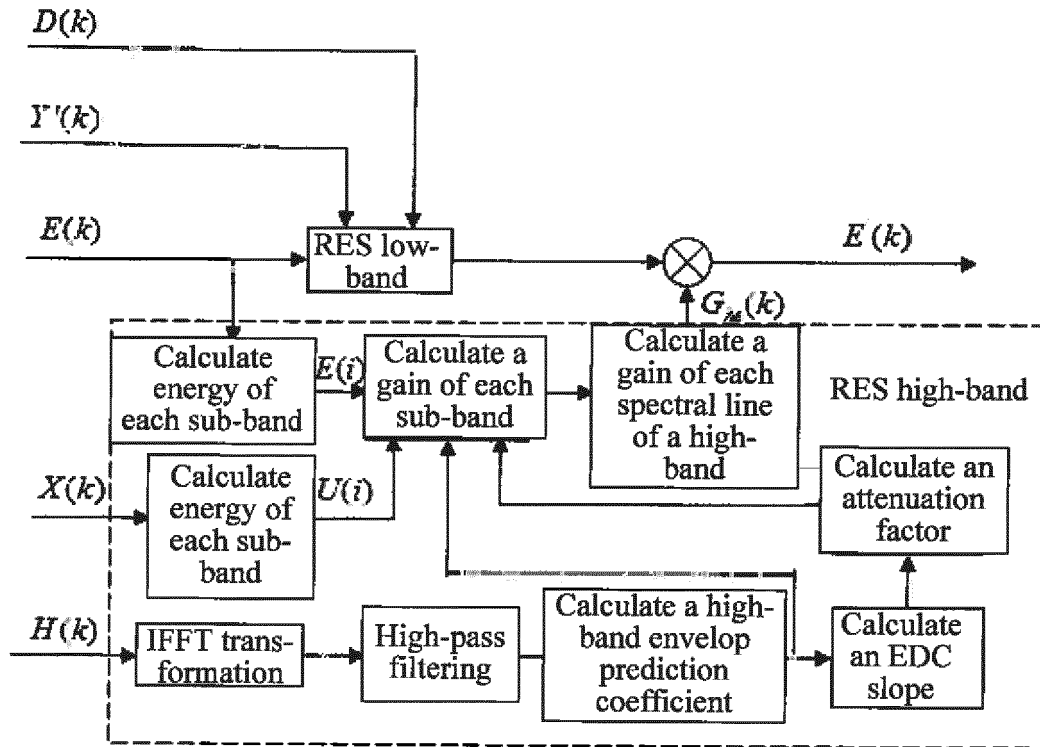 D(k)
Y'(k)
E(k)
RES low-
band
E(k)
Calculate
energy of
each sub-band
E(i)
Calculate a
gain of each
sub-band
Calculate a
gain of each
spectral line
of a high-
band
RES high-band
X(k)
Calculate
energy of
each sub-
band
U(i)
Calculate an
attenuation
factor
H(k)
IFFT trans-
formation
High-pass
filtering
Calculate a high-
band envelop
prediction
coefficient
Calculate
an EDC
slope